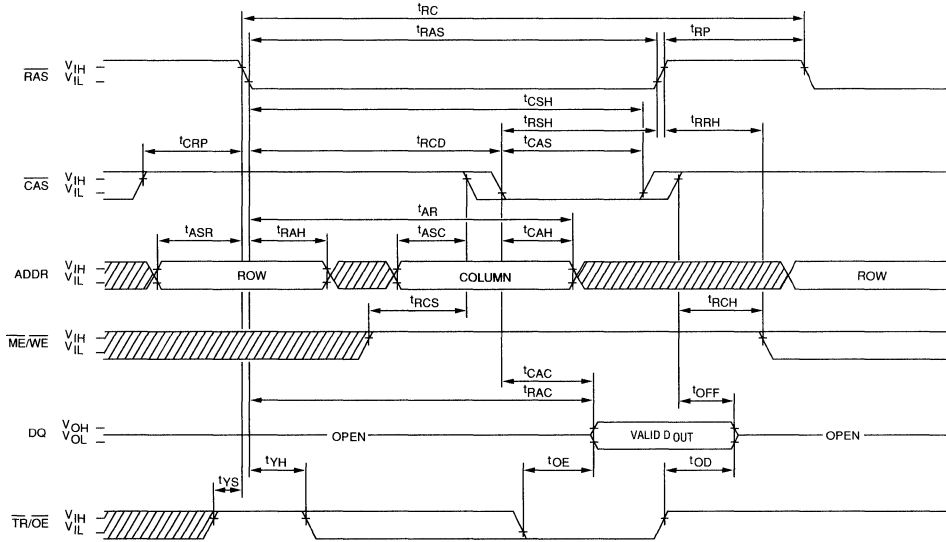 tRC
tRAS
tRP
RAS VIH
VIL
tCSH
tRSH
tRRH
tCRP
tRCD
tCAS
CAS VIH
VIL
tAR
tASR
tRAH
tASC
tCAH
ADDR VIH
VIL
ROW
COLUMN
ROW
tRCS
tRCH
ME/WE VIH
VIL
tCAC
tRAC
tOFF
DQ VOH
VOL
OPEN
VALID DOUT
OPEN
tYS
tYH
tOE
tOD
TR/OE VIH
VIL